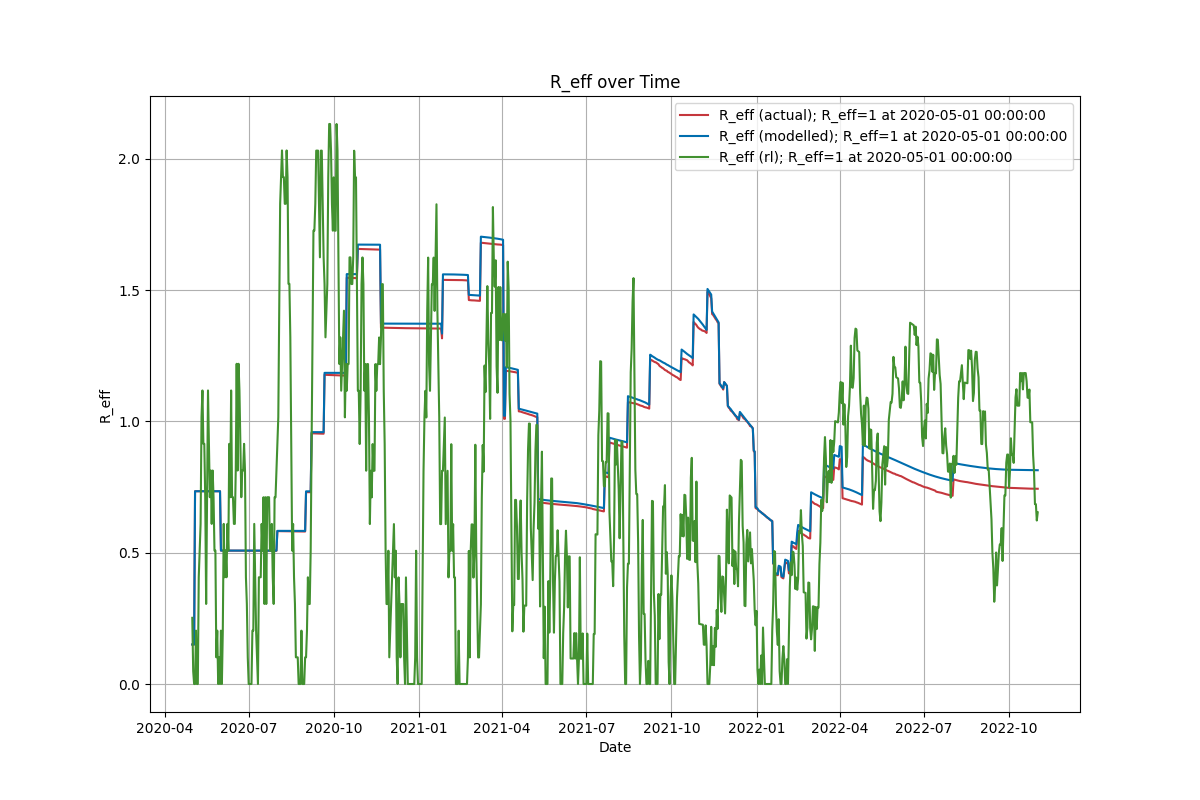 R_eff over Time
R_eff (actual); R_eff=1 at 2020-05-01 00:00:00
R_eff (modelled); R_eff=1 at 2020-05-01 00:00:00
R_eff (rl); R_eff=1 at 2020-05-01 00:00:00
R_eff
2.0
1.5
1.0
0.5
0.0
2020-04 2020-07 2020-10 2021-01 2021-04 2021-07 2021-10 2022-01 2022-04 2022-07 2022-10
Date